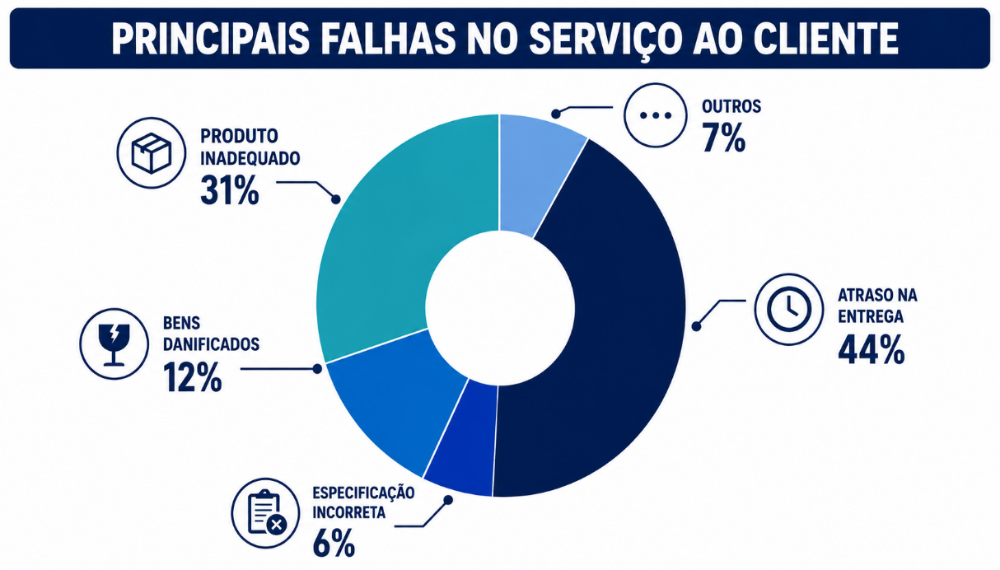 PRINCIPAIS FALHAS NO SERVIÇO AO CLIENTE
OUTROS
7%
PRODUTO
INADEQUADO
31%
ATRASO NA
ENTREGA
44%
BENS
DANIFICADOS
12%
ESPECIFICAÇÃO
INCORRETA
6%